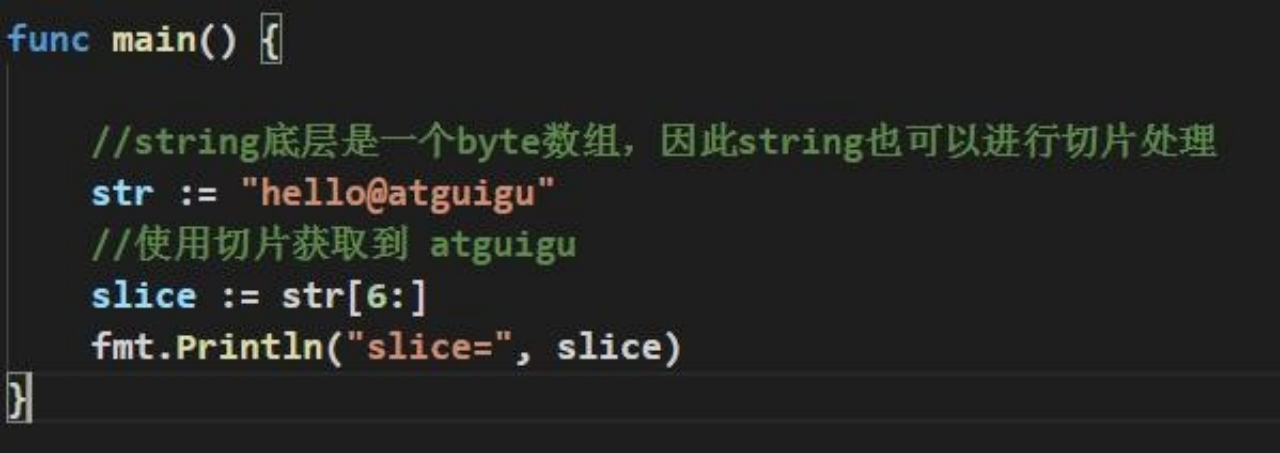 func main() {
//string底层是一个byte数组，因此string也可以进行切片处理
str := "hello@atguigu"
//使用切片获取到 atguigu
slice := str[6:]
fmt.Println("slice=", slice)
}